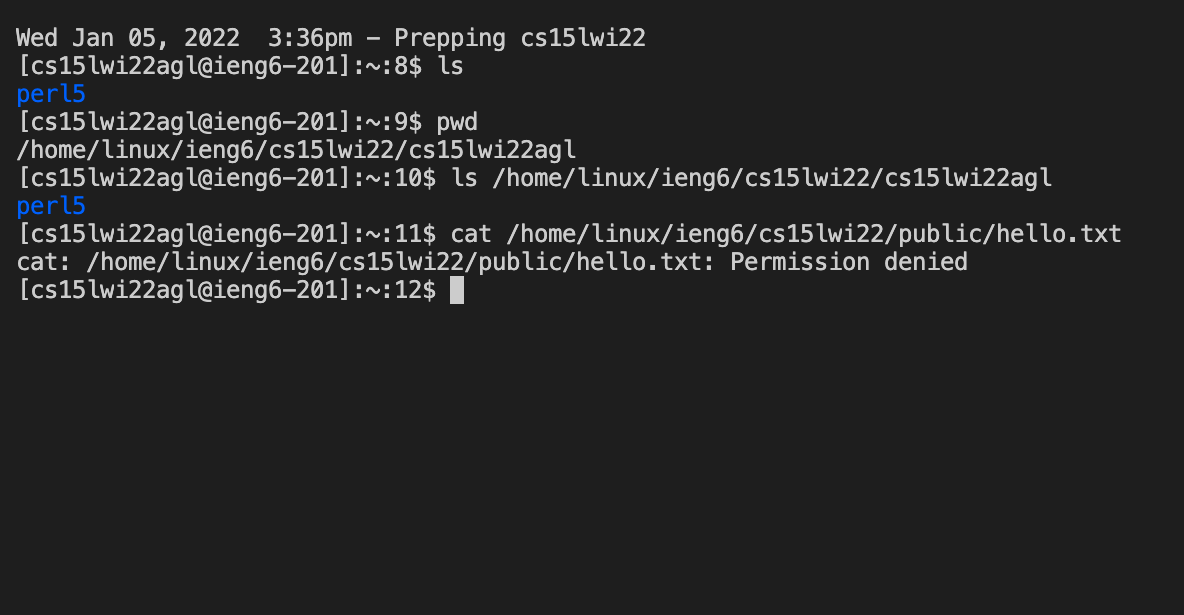 Wed Jan 05, 2022  3:36pm - Prepping cs15lwi22
[cs15lwi22agl@ieng6-201]:~:8$ ls
perl5
[cs15lwi22agl@ieng6-201]:~:9$ pwd
/home/linux/ieng6/cs15lwi22/cs15lwi22agl
[cs15lwi22agl@ieng6-201]:~:10$ ls /home/linux/ieng6/cs15lwi22/cs15lwi22agl
perl5
[cs15lwi22agl@ieng6-201]:~:11$ cat /home/linux/ieng6/cs15lwi22/public/hello.txt
cat: /home/linux/ieng6/cs15lwi22/public/hello.txt: Permission denied
[cs15lwi22agl@ieng6-201]:~:12$